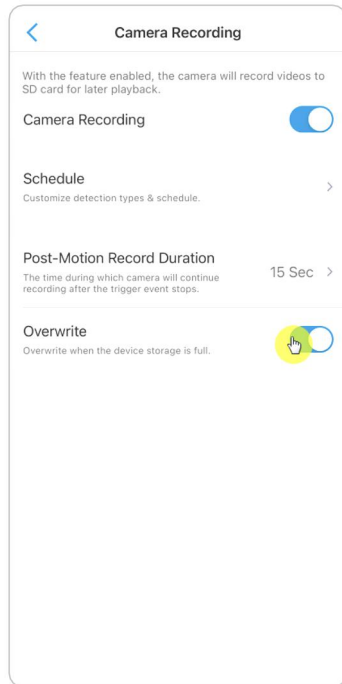 Camera Recording
With the feature enabled, the camera will record videos to
SD card for later playback.
Camera Recording
Schedule
Customize detection types & schedule.
Post-Motion Record Duration
The time during which camera will continue
recording after the trigger event stops.
15 Sec
Overwrite
Overwrite when the device storage is full.